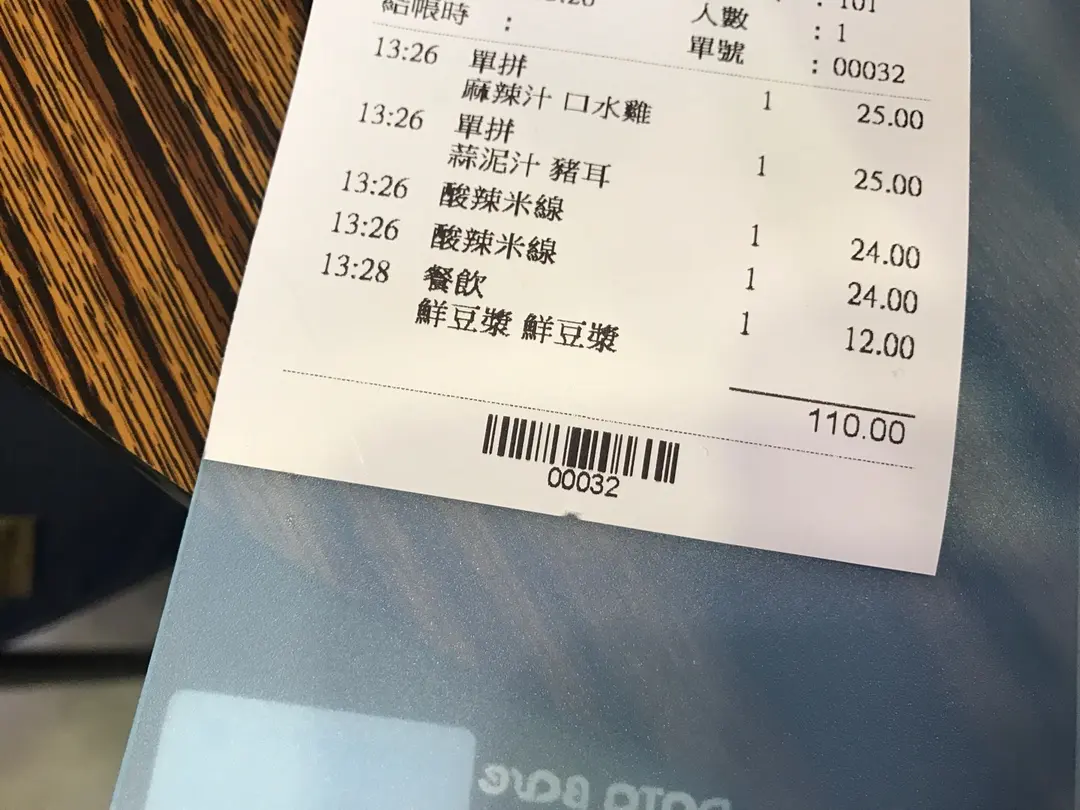 人數 : 1
結帳時 :
單號 : 00032
13:26 單拼 1 25.00
麻辣汁 口水雞
13:26 單拼 1 25.00
蒜泥汁 豬耳
13:26 酸辣米線 1 24.00
13:26 酸辣米線 1 24.00
13:28 餐飲 1 12.00
鮮豆漿 鮮豆漿
110.00
00032